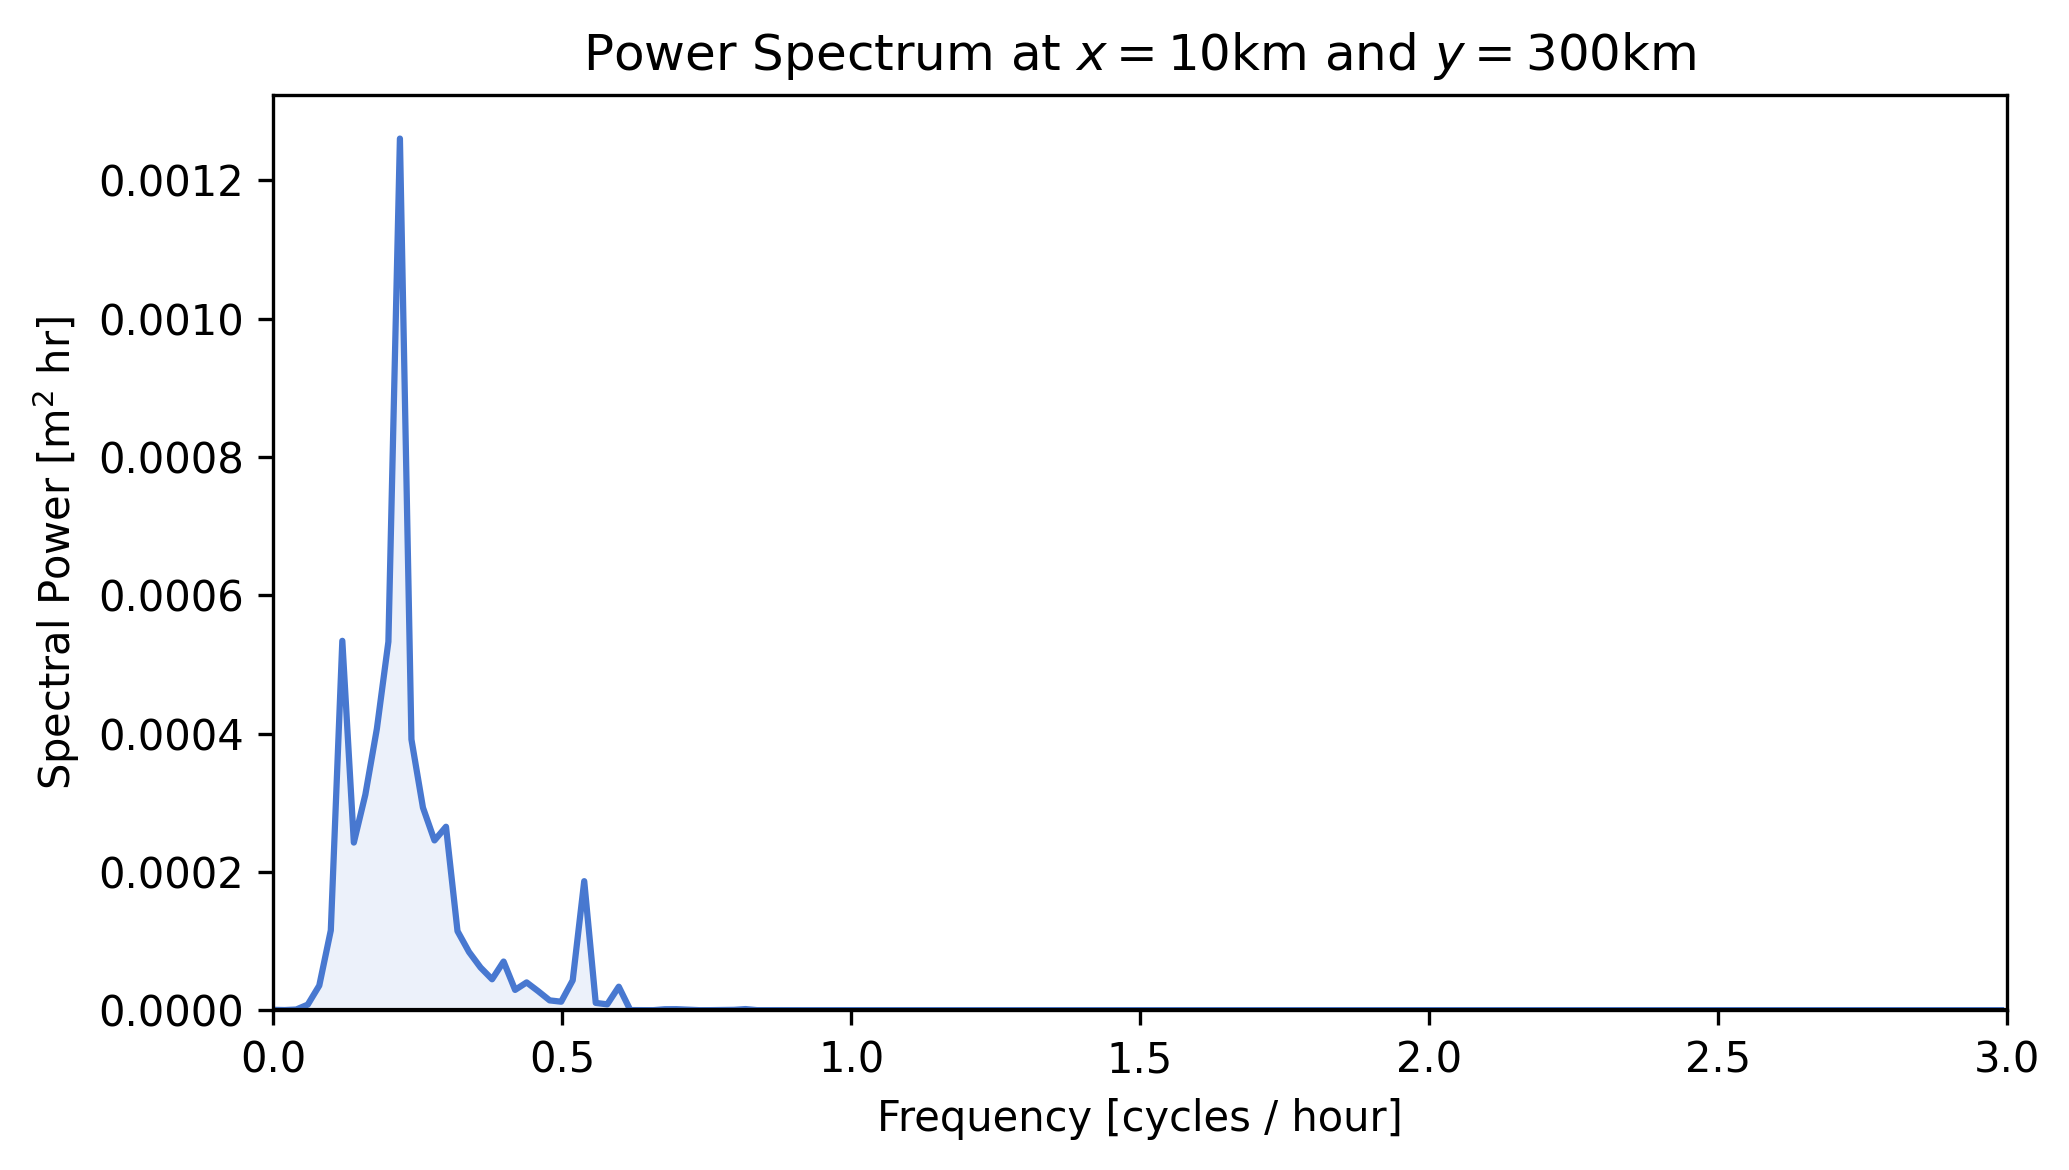 Power Spectrum at x = 10km and y = 300km
Spectral Power [m² hr]
0.0012
0.0010
0.0008
0.0006
0.0004
0.0002
0.0000
0.0 0.5 1.0 1.5 2.0 2.5 3.0
Frequency [cycles / hour]